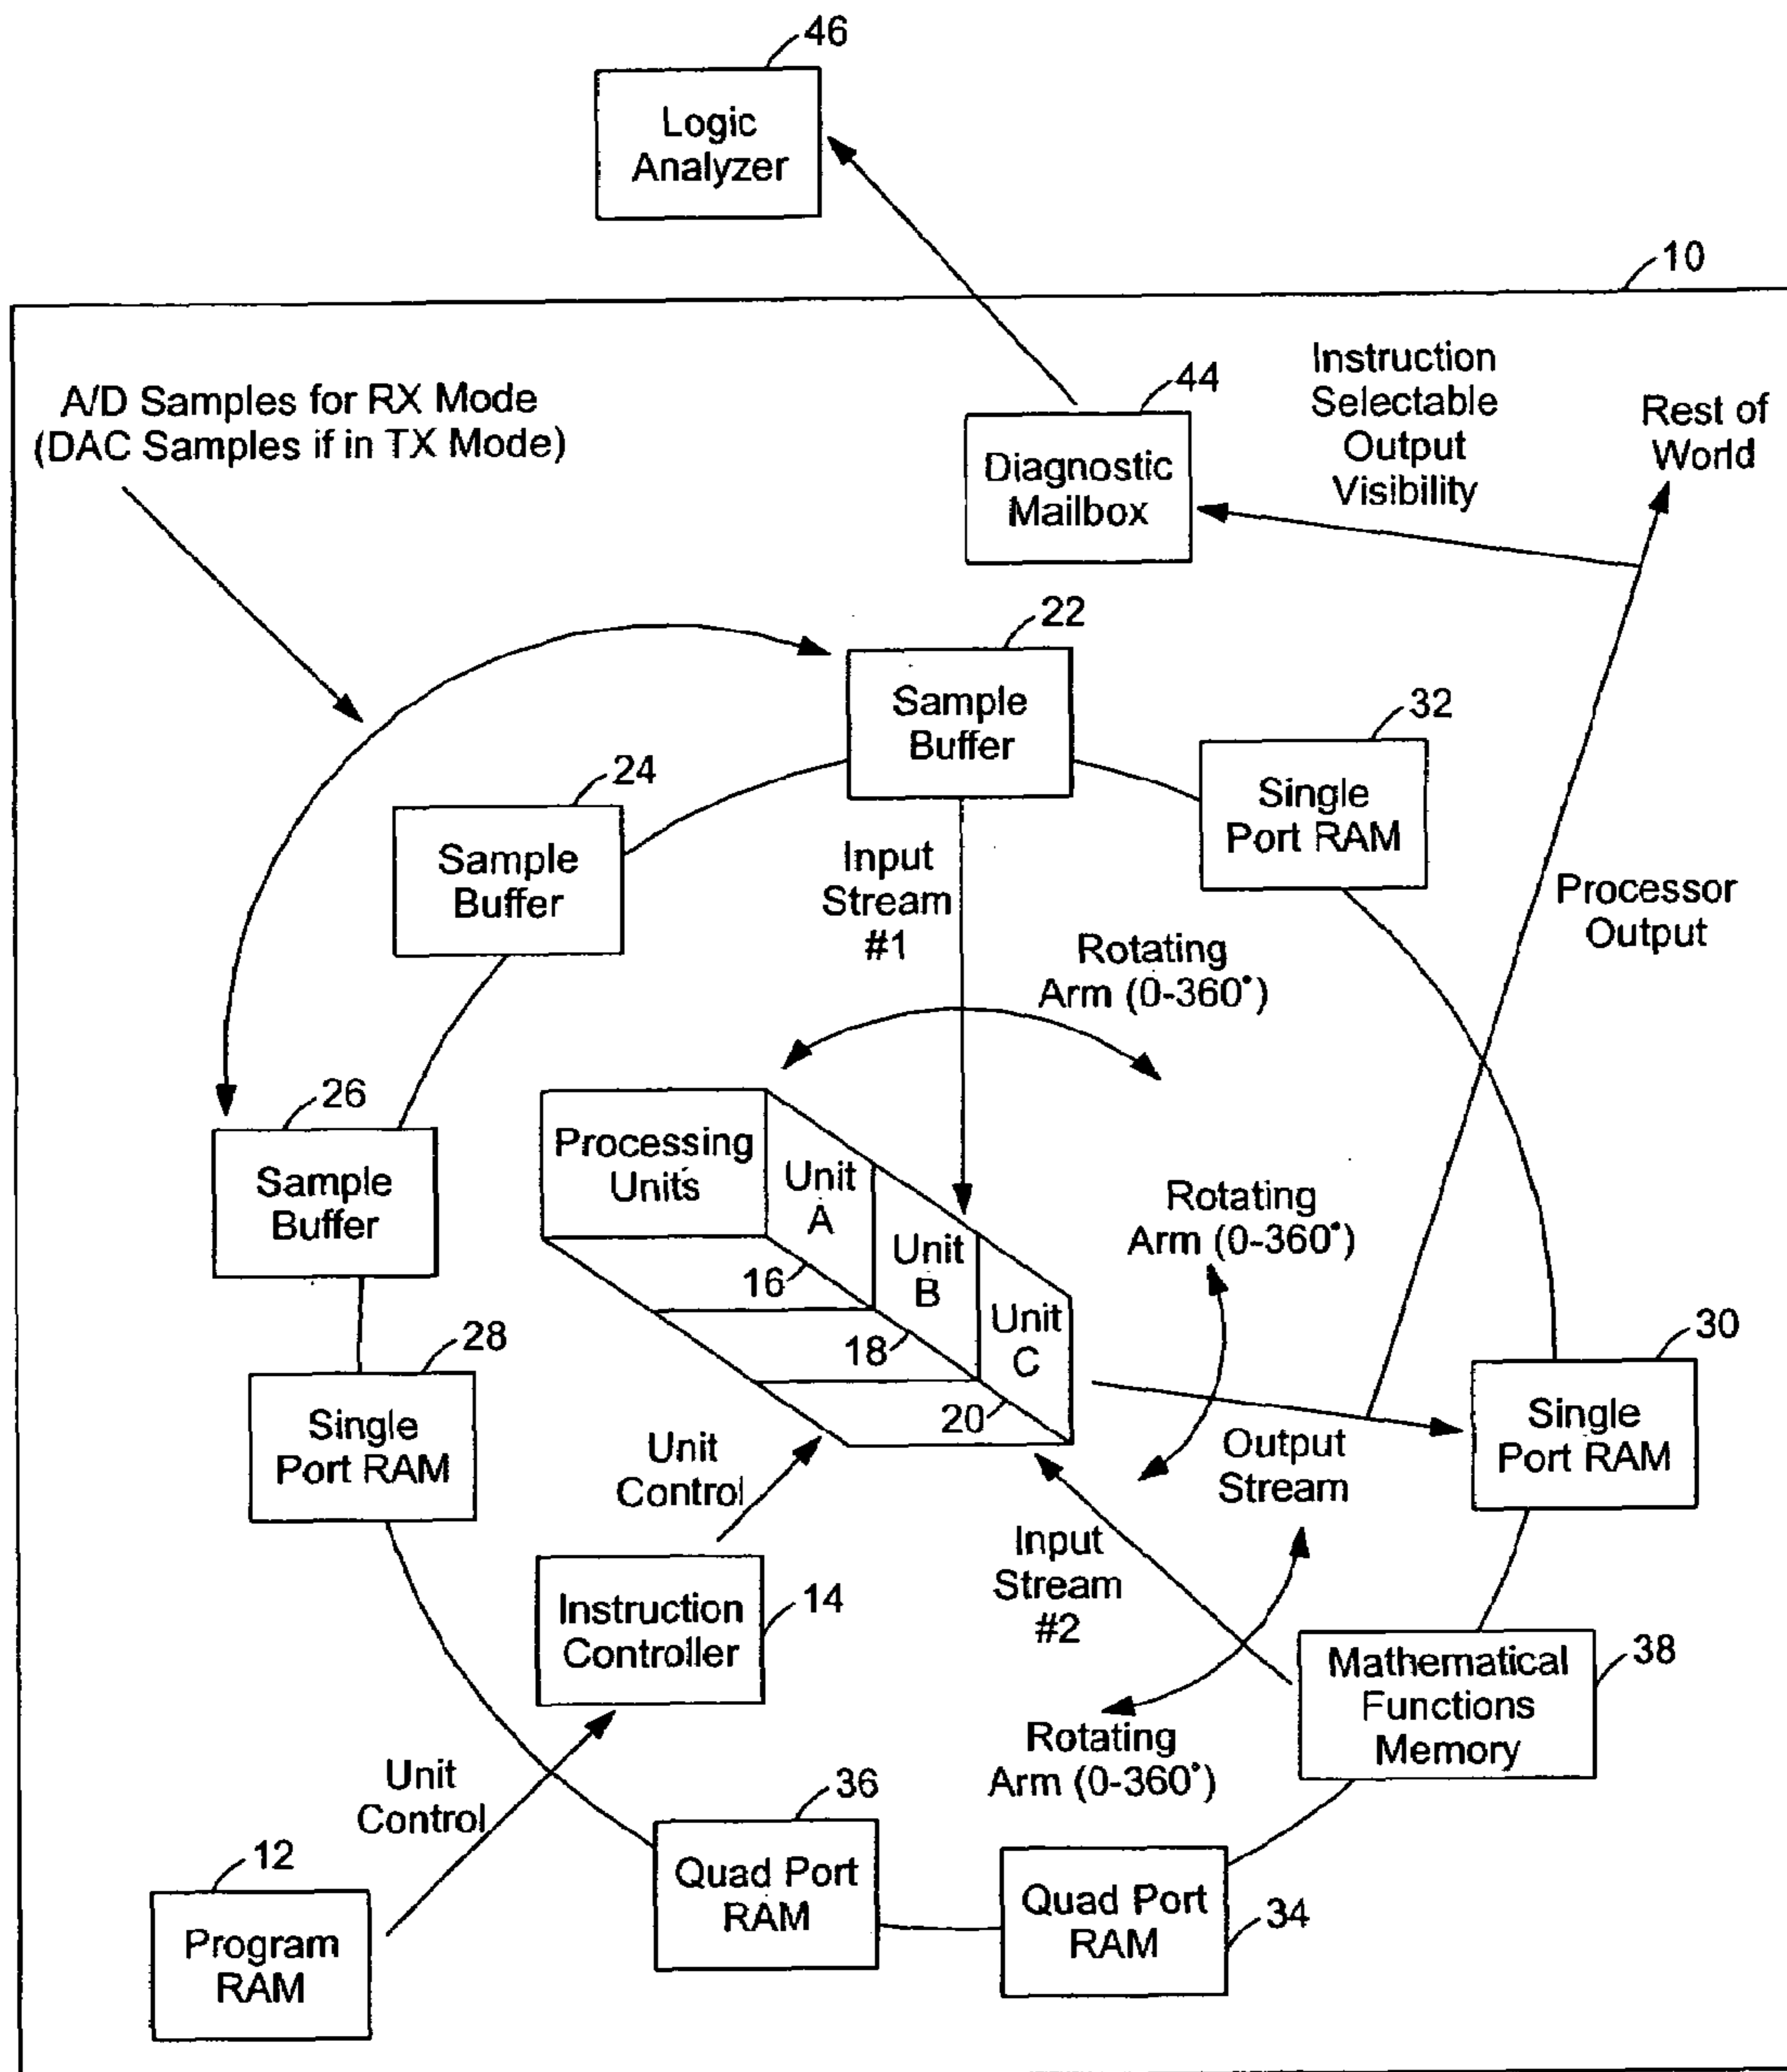 46
Logic
Analyzer
10
A/D Samples for RX Mode
(DAC Samples if in TX Mode)
44
Diagnostic
Mailbox
Instruction
Selectable
Output
Visibility
Rest of
World
22
Sample
Buffer
32
Single
Port RAM
24
Sample
Buffer
Input
Stream
#1
Processor
Output
Rotating
Arm (0-360°)
26
Sample
Buffer
Processing
Units
Unit
A
Unit
B
Unit
C
16
18
20
Rotating
Arm (0-360°)
28
Single
Port RAM
30
Single
Port RAM
Unit
Control
Output
Stream
Input
Stream
#2
Instruction
Controller
14
Mathematical
Functions
Memory
38
Rotating
Arm (0-360°)
Unit
Control
36
Quad Port
RAM
Quad Port
RAM
34
12
Program
RAM